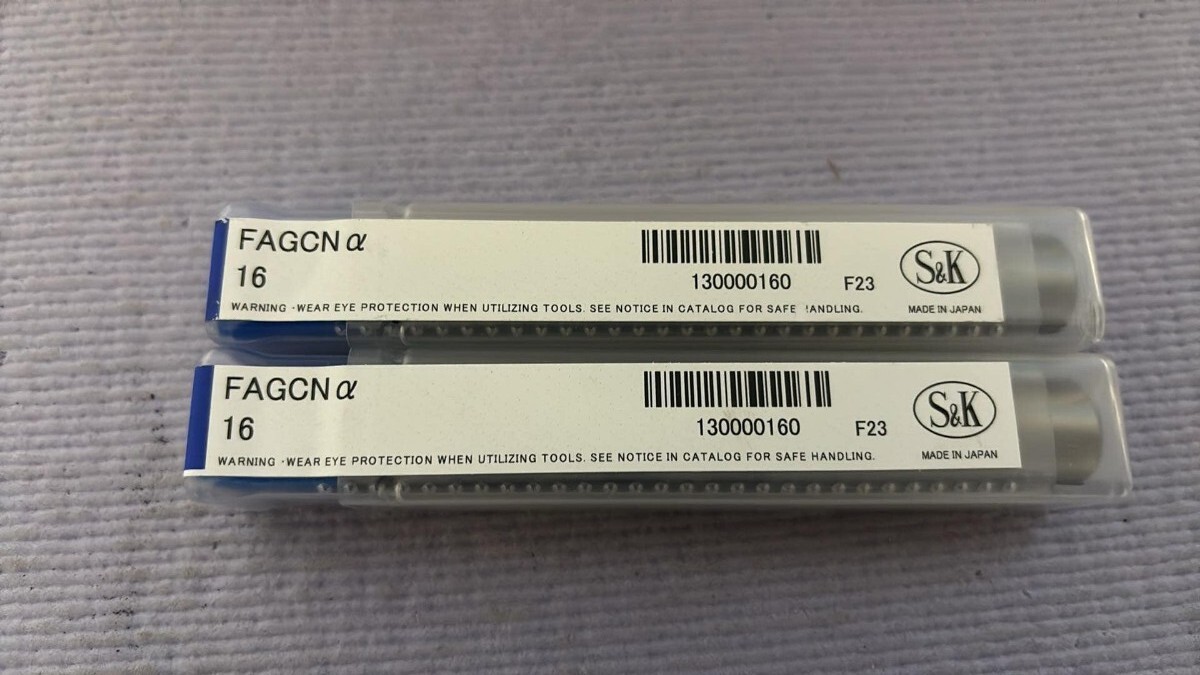 FAGCN α
16
130000160 F23
S&K
WARNING ·WEAR EYE PROTECTION WHEN UTILIZING TOOLS. SEE NOTICE IN CATALOG FOR SAFE HANDLING.
MADE IN JAPAN
FAGCN α
16
130000160 F23
S&K
WARNING ·WEAR EYE PROTECTION WHEN UTILIZING TOOLS. SEE NOTICE IN CATALOG FOR SAFE HANDLING.
MADE IN JAPAN